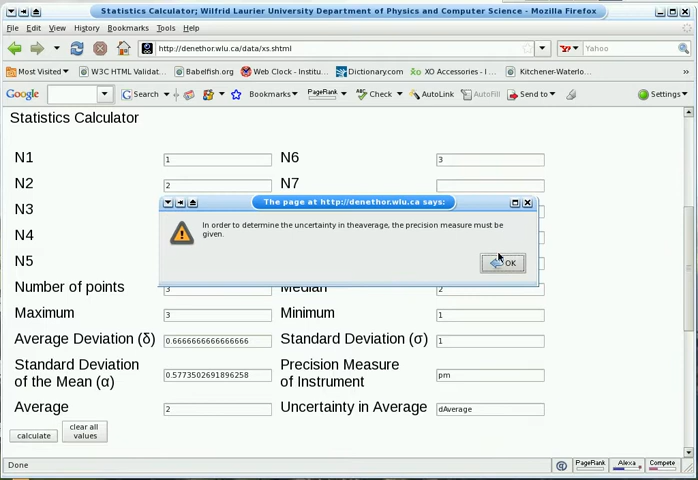 Statistics Calculator; Wilfrid Laurier University Department of Physics and Computer Science - Mozilla Firefox
File Edit View History Bookmarks Tools Help
http://denethor.wlu.ca/data/xs.shtml Yahoo
Most Visited W3C HTML Validat... Babelfish.org Web Clock - Institu... Dictionary.com XO Accessories - I ... Kitchener-Waterlo...
Google Search Bookmarks PageRank Check AutoLink AutoFill Send to Settings
Statistics Calculator
N1 1 N6 3
N2 2 N7
The page at http://denethor.wlu.ca says:
In order to determine the uncertainty in theaverage, the precision measure must be
given.
OK
N3
N4
N5
Number of points 3 Median 2
Maximum 3 Minimum 1
Average Deviation (δ) 0.6666666666666666 Standard Deviation (σ) 1
Standard Deviation
of the Mean (α) 0.5773502691896258
Precision Measure
of Instrument pm
Average 2 Uncertainty in Average dAverage
calculate clear all
values
Done PageRank Alexa Compete